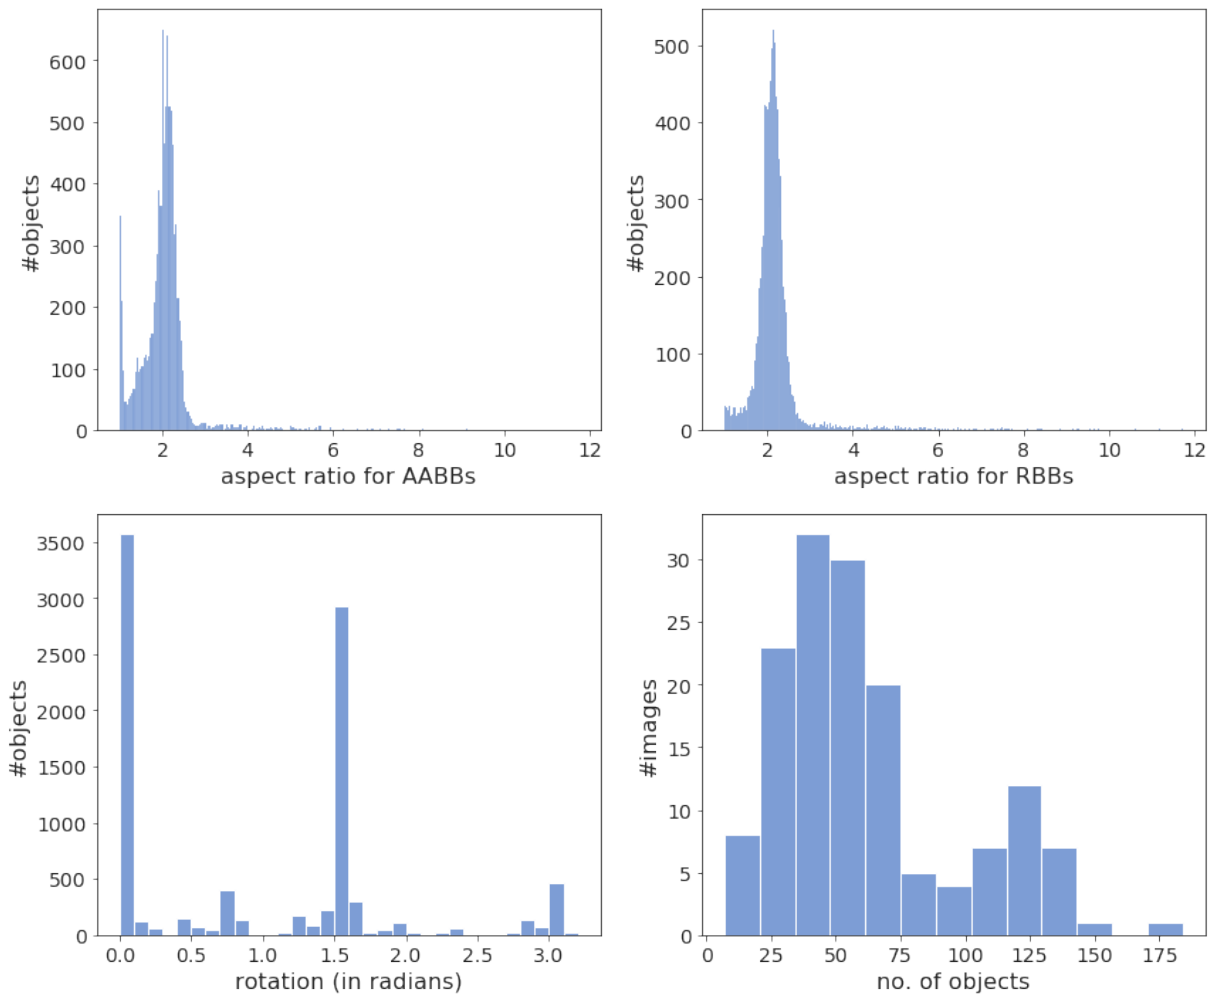 600
500
400
300
200
100
0
#objects
2 4 6 8 10 12
aspect ratio for AABBs
500
400
300
200
100
0
#objects
2 4 6 8 10 12
aspect ratio for RBBs
3500
3000
2500
2000
1500
1000
500
0
#objects
0.0 0.5 1.0 1.5 2.0 2.5 3.0
rotation (in radians)
30
25
20
15
10
5
0
#images
0 25 50 75 100 125 150 175
no. of objects